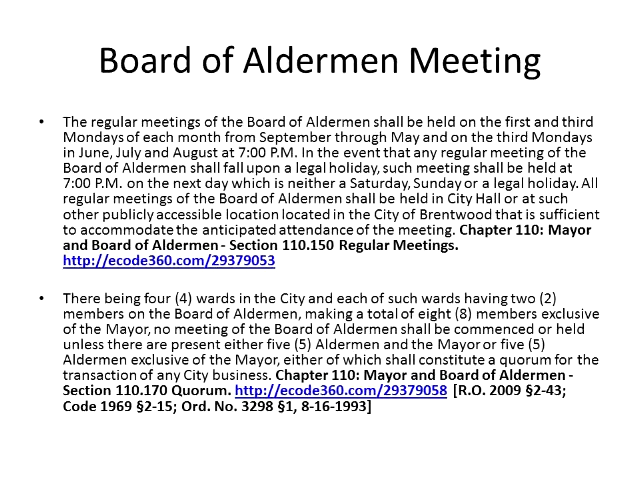 Board of Aldermen Meeting
• The regular meetings of the Board of Aldermen shall be held on the first and third
Mondays of each month from September through May and on the third Mondays
in June, July and August at 7:00 P.M. In the event that any regular meeting of the
Board of Aldermen shall fall upon a legal holiday, such meeting shall be held at
7:00 P.M. on the next day which is neither a Saturday, Sunday or a legal holiday. All
regular meetings of the Board of Aldermen shall be held in City Hall or at such
other publicly accessible location located in the City of Brentwood that is sufficient
to accommodate the anticipated attendance of the meeting. Chapter 110: Mayor
and Board of Aldermen - Section 110.150 Regular Meetings.
http://ecode360.com/29379053
• There being four (4) wards in the City and each of such wards having two (2)
members on the Board of Aldermen, making a total of eight (8) members exclusive
of the Mayor, no meeting of the Board of Aldermen shall be commenced or held
unless there are present either five (5) Aldermen and the Mayor or five (5)
Aldermen exclusive of the Mayor, either of which shall constitute a quorum for the
transaction of any City business. Chapter 110: Mayor and Board of Aldermen -
Section 110.170 Quorum. http://ecode360.com/29379058 [R.O. 2009 §2-43;
Code 1969 §2-15; Ord. No. 3298 §1, 8-16-1993]